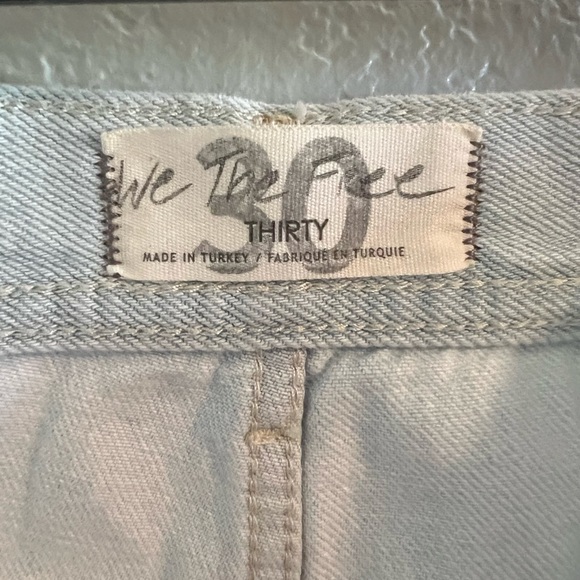 We The Free
30
THIRTY
MADE IN TURKEY / FABRIQUE EN TURQUIE